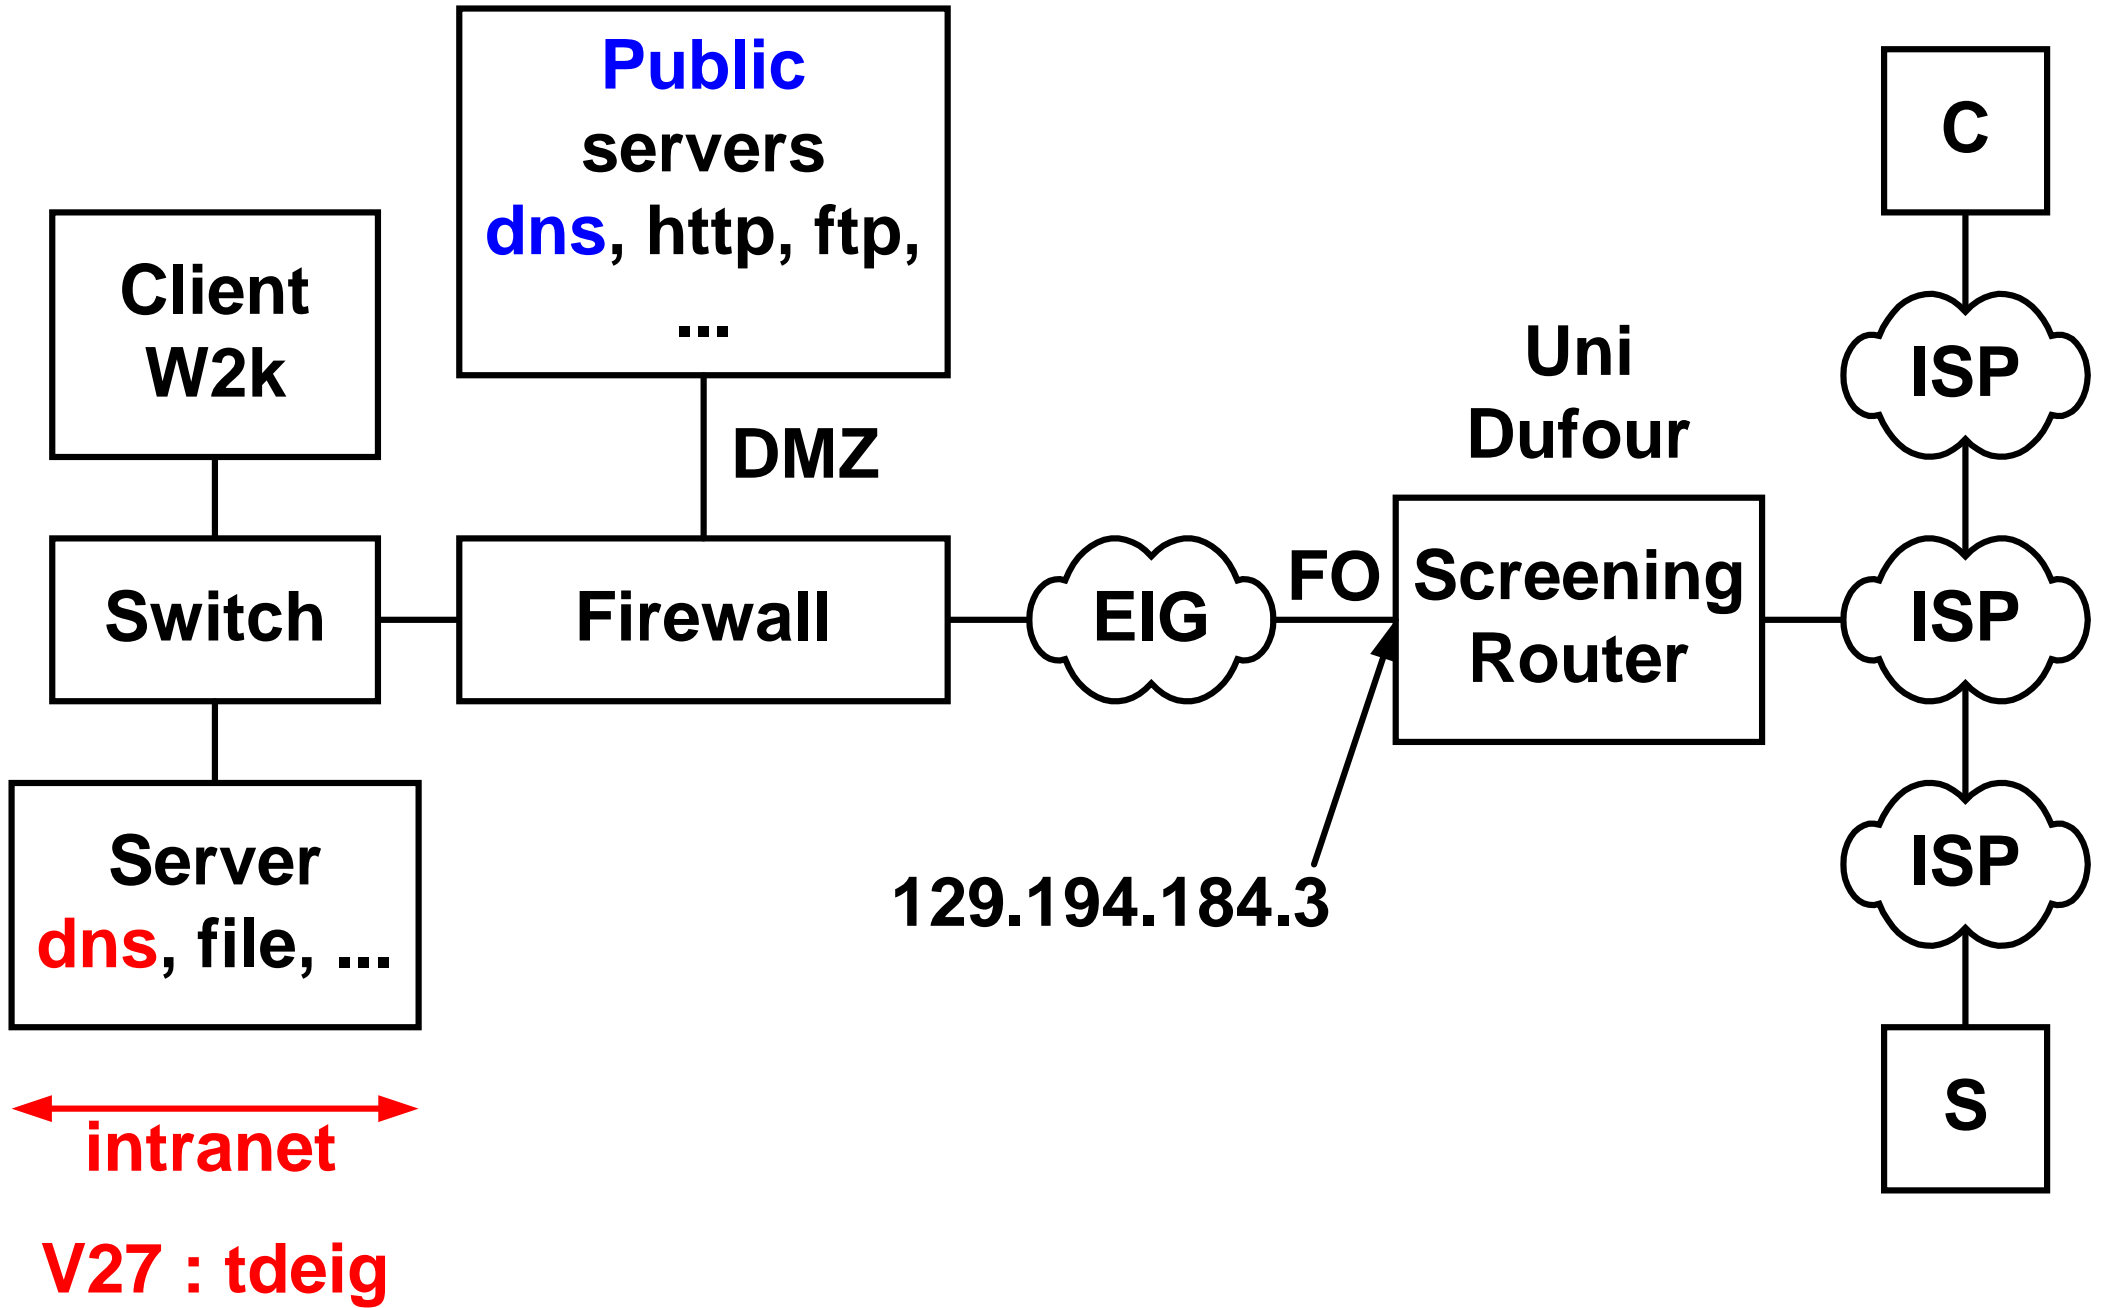 Public
servers
dns, http, ftp,
...
C
Client
W2k
DMZ
Uni
Dufour
ISP
Switch
Firewall
EIG
FO
Screening
Router
ISP
Server
dns, file, ...
129.194.184.3
ISP
S
intranet
V27 : tdeig